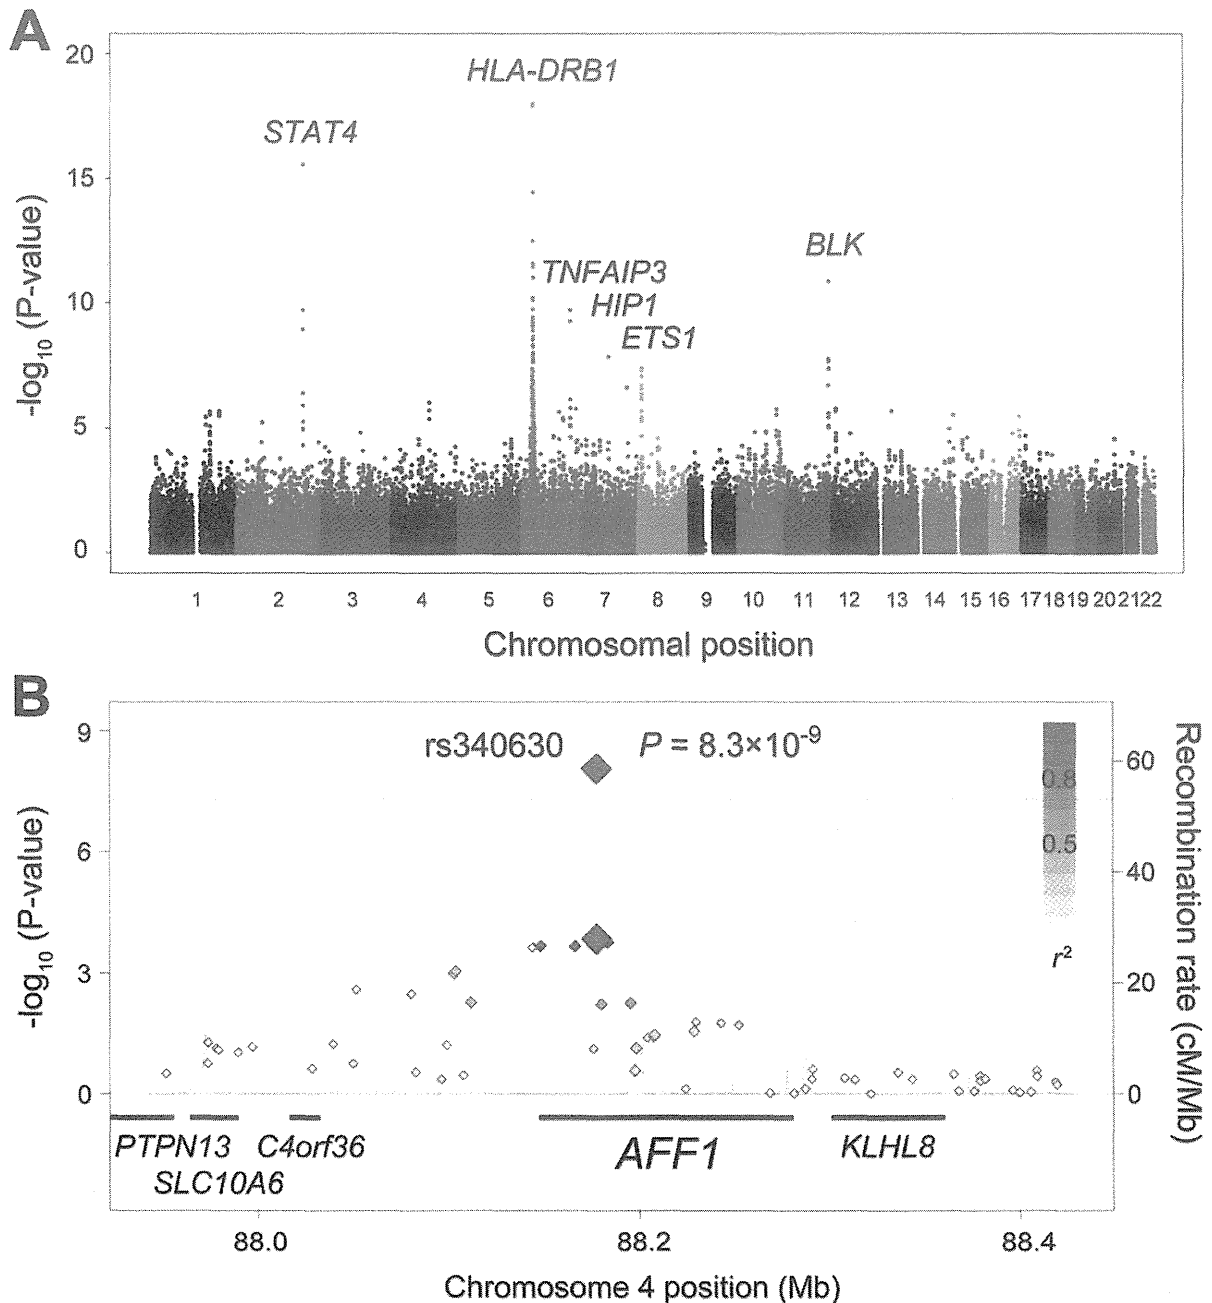 A
20
15
10
5
0
-log10 (P-value)
HLA-DRB1
STAT4
BLK
TNFAIP3
HIP1
ETS1
1 2 3 4 5 6 7 8 9 10 11 12 13 14 15 16 17 18 19 20 21 22
Chromosomal position
B
9
6
3
0
-log10 (P-value)
rs340630 P = 8.3×10-9
0.8
0.5
r2
60
40
20
0
Recombination rate (cM/Mb)
PTPN13 C4orf36 AFF1 KLHL8
SLC10A6
88.0 88.2 88.4
Chromosome 4 position (Mb)